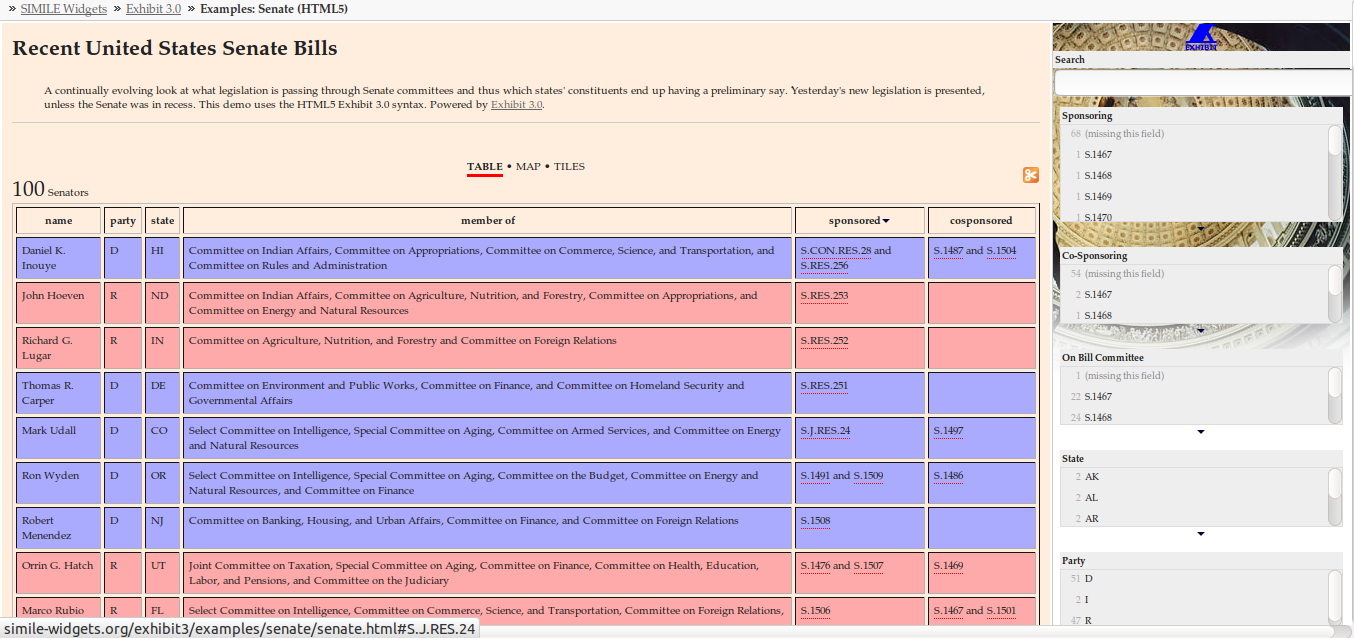 » SIMILE Widgets » Exhibit 3.0 » Examples: Senate (HTML5)
Recent United States Senate Bills
A continually evolving look at what legislation is passing through Senate committees and thus which states' constituents end up having a preliminary say. Yesterday's new legislation is presented,
unless the Senate was in recess. This demo uses the HTML5 Exhibit 3.0 syntax. Powered by Exhibit 3.0.
TABLE • MAP • TILES
100 Senators
name party state member of sponsored cosponsored
Daniel K. Inouye D HI Committee on Indian Affairs, Committee on Appropriations, Committee on Commerce, Science, and Transportation, and Committee on Rules and Administration S.CON.RES.28 and S.RES.256 S.1487 and S.1504
John Hoeven R ND Committee on Indian Affairs, Committee on Agriculture, Nutrition, and Forestry, Committee on Appropriations, and Committee on Energy and Natural Resources S.RES.253
Richard G. Lugar R IN Committee on Agriculture, Nutrition, and Forestry and Committee on Foreign Relations S.RES.252
Thomas R. Carper D DE Committee on Environment and Public Works, Committee on Finance, and Committee on Homeland Security and Governmental Affairs S.RES.251
Mark Udall D CO Select Committee on Intelligence, Special Committee on Aging, Committee on Armed Services, and Committee on Energy and Natural Resources S.J.RES.24 S.1497
Ron Wyden D OR Select Committee on Intelligence, Special Committee on Aging, Committee on the Budget, Committee on Energy and Natural Resources, and Committee on Finance S.1491 and S.1509 S.1486
Robert Menendez D NJ Committee on Banking, Housing, and Urban Affairs, Committee on Finance, and Committee on Foreign Relations S.1508
Orrin G. Hatch R UT Joint Committee on Taxation, Special Committee on Aging, Committee on Finance, Committee on Health, Education, Labor, and Pensions, and Committee on the Judiciary S.1476 and S.1507 S.1469
Marco Rubio R FL Select Committee on Intelligence, Committee on Commerce, Science, and Transportation, Committee on Foreign Relations, S.1506 S.1467 and S.1501
simile-widgets.org/exhibit3/examples/senate/senate.html#S.J.RES.24
EXHIBIT
Search
Sponsoring
68 (missing this field)
1 S.1467
1 S.1468
1 S.1469
1 S.1470
Co-Sponsoring
54 (missing this field)
2 S.1467
1 S.1468
On Bill Committee
1 (missing this field)
22 S.1467
24 S.1468
State
2 AK
2 AL
2 AR
Party
51 D
2 I
47 R